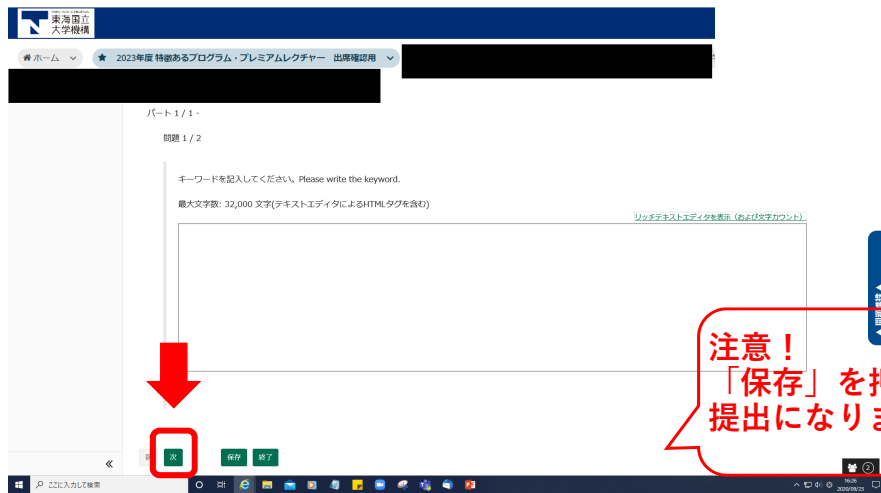 東海国立
大学機構
ホーム
2023年度 特徴あるプログラム・プレミアムレクチャー 出席確認用
パート 1 / 1 -
問題 1 / 2
キーワードを記入してください。Please write the keyword.
最大文字数: 32,000 文字(テキストエディタによるHTMLタグを含む)
リッチテキストエディタを表示（および文字カウント）
注意！
「保存」を
提出になりま
次 保存 終了
«
2
ここに入力して検索
16:26
2020/09/23